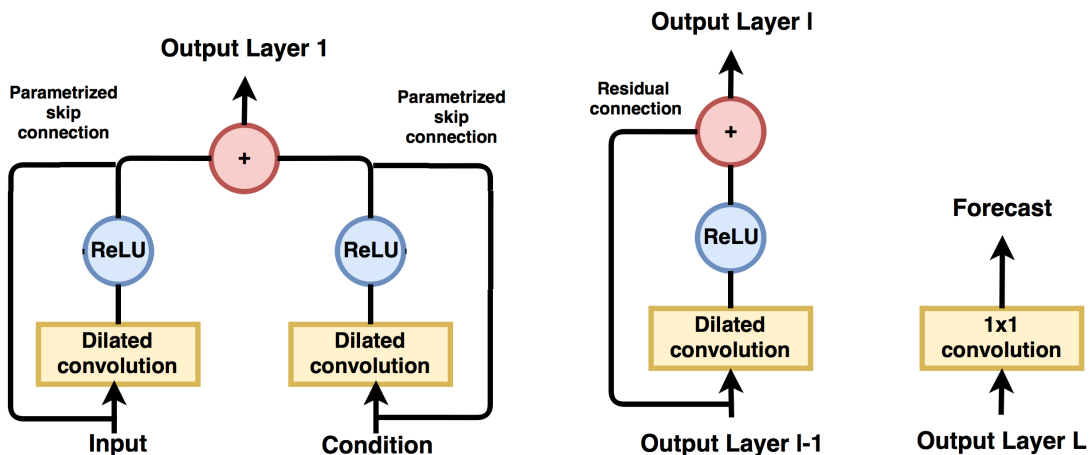 Output Layer 1
Parametrized
skip
connection
Parametrized
skip
connection
+
ReLU
ReLU
Dilated
convolution
Dilated
convolution
Input
Condition
Output Layer l
Residual
connection
+
ReLU
Dilated
convolution
Output Layer l-1
Forecast
1x1
convolution
Output Layer L